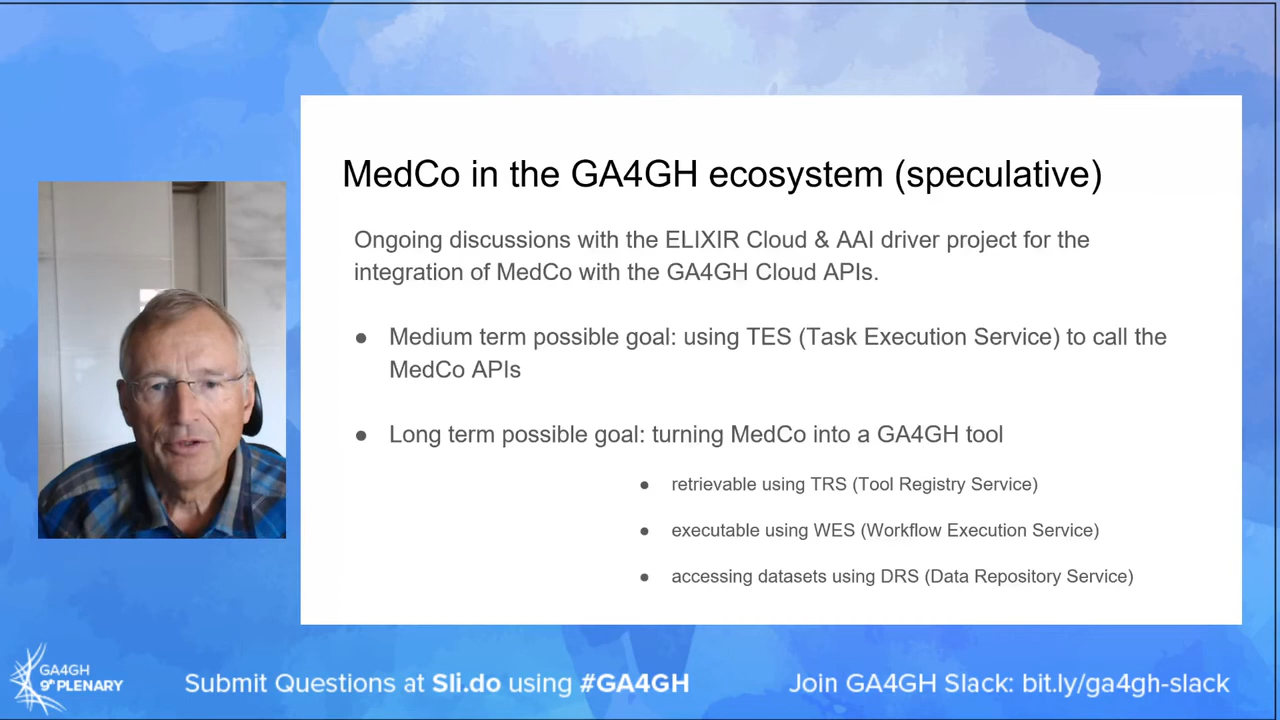 MedCo in the GA4GH ecosystem (speculative)
Ongoing discussions with the ELIXIR Cloud & AAI driver project for the
integration of MedCo with the GA4GH Cloud APIs.
● Medium term possible goal: using TES (Task Execution Service) to call the
MedCo APIs
● Long term possible goal: turning MedCo into a GA4GH tool
● retrievable using TRS (Tool Registry Service)
● executable using WES (Workflow Execution Service)
● accessing datasets using DRS (Data Repository Service)
GA4GH
9th PLENARY
Submit Questions at Sli.do using #GA4GH
Join GA4GH Slack: bit.ly/ga4gh-slack